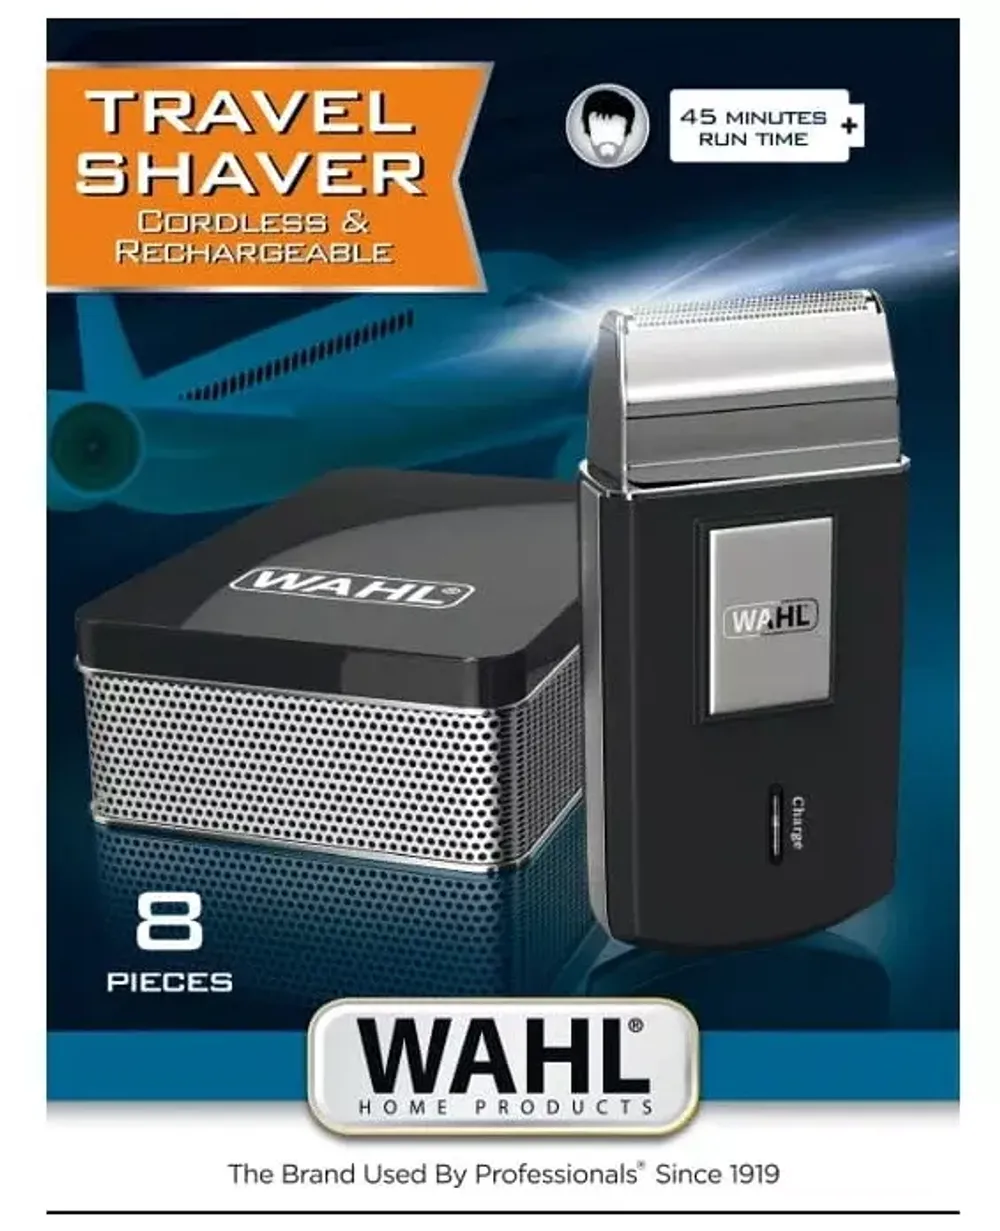 TRAVEL
SHAVER
CORDLESS &
RECHARGEABLE
45 MINUTES
RUN TIME
+
WAHL®
WAHL
Charge
8
PIECES
WAHL®
HOME PRODUCTS
The Brand Used By Professionals® Since 1919